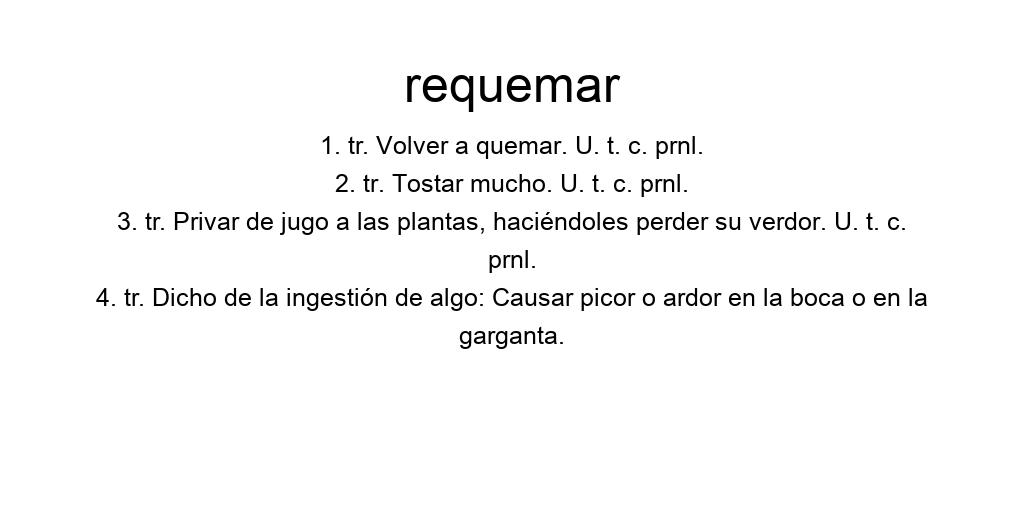 requemar
1. tr. Volver a quemar. U. t. c. prnl.
2. tr. Tostar mucho. U. t. c. prnl.
3. tr. Privar de jugo a las plantas, haciéndoles perder su verdor. U. t. c.
prnl.
4. tr. Dicho de la ingestión de algo: Causar picor o ardor en la boca o en la
garganta.